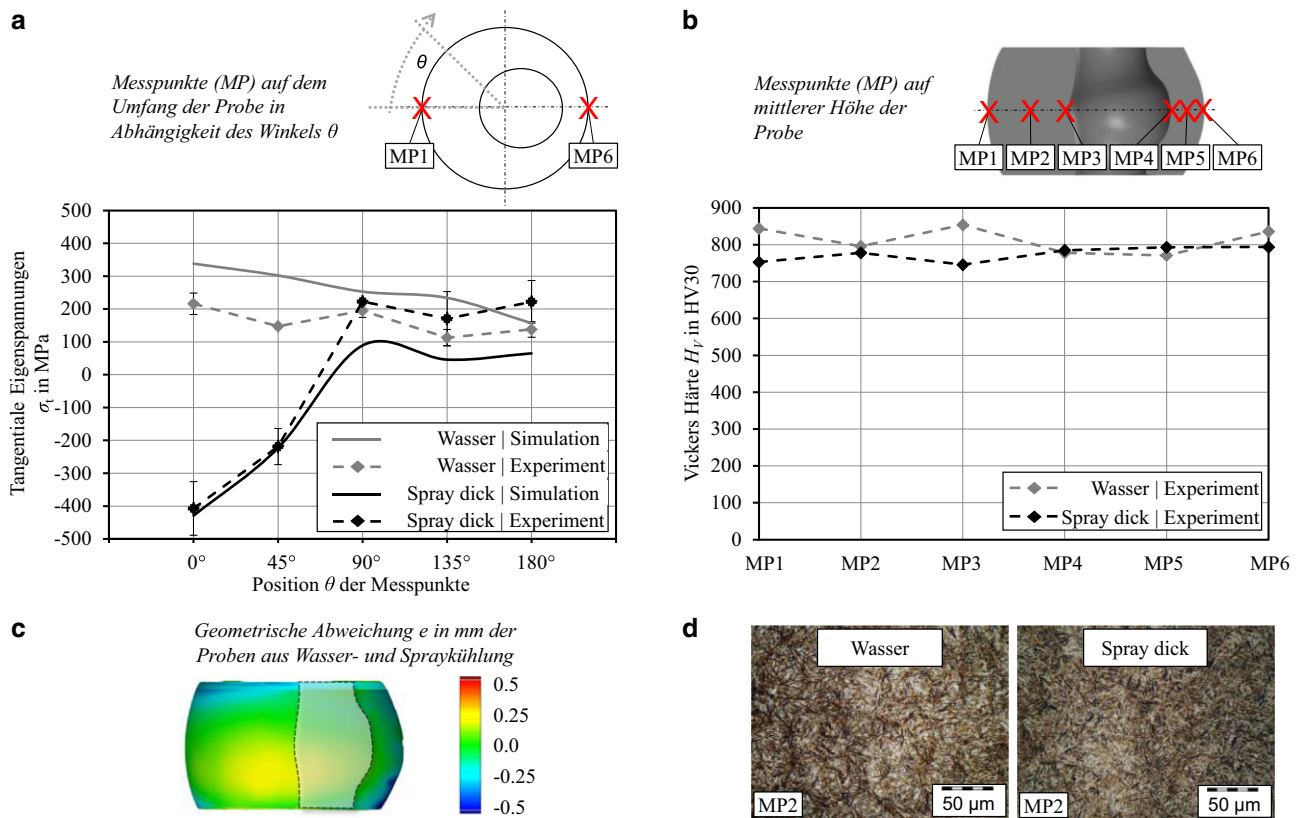 a
Messpunkte (MP) auf dem
Umfang der Probe in
Abhängigkeit des Winkels θ
θ
MP1
MP6
Tangentiale Eigenspannungen
σt in MPa
500
400
300
200
100
0
-100
-200
-300
-400
-500
Wasser | Simulation
Wasser | Experiment
Spray dick | Simulation
Spray dick | Experiment
0°
45°
90°
135°
180°
Position θ der Messpunkte
b
Messpunkte (MP) auf
mittlerer Höhe der
Probe
MP1
MP2
MP3
MP4
MP5
MP6
Vickers Härte HV in HV30
900
800
700
600
500
400
300
200
100
0
Wasser | Experiment
Spray dick | Experiment
MP1
MP2
MP3
MP4
MP5
MP6
c
Geometrische Abweichung e in mm der
Proben aus Wasser- und Spraykühlung
0.5
0.25
0.0
-0.25
-0.5
d
Wasser
MP2
50 µm
Spray dick
MP2
50 µm